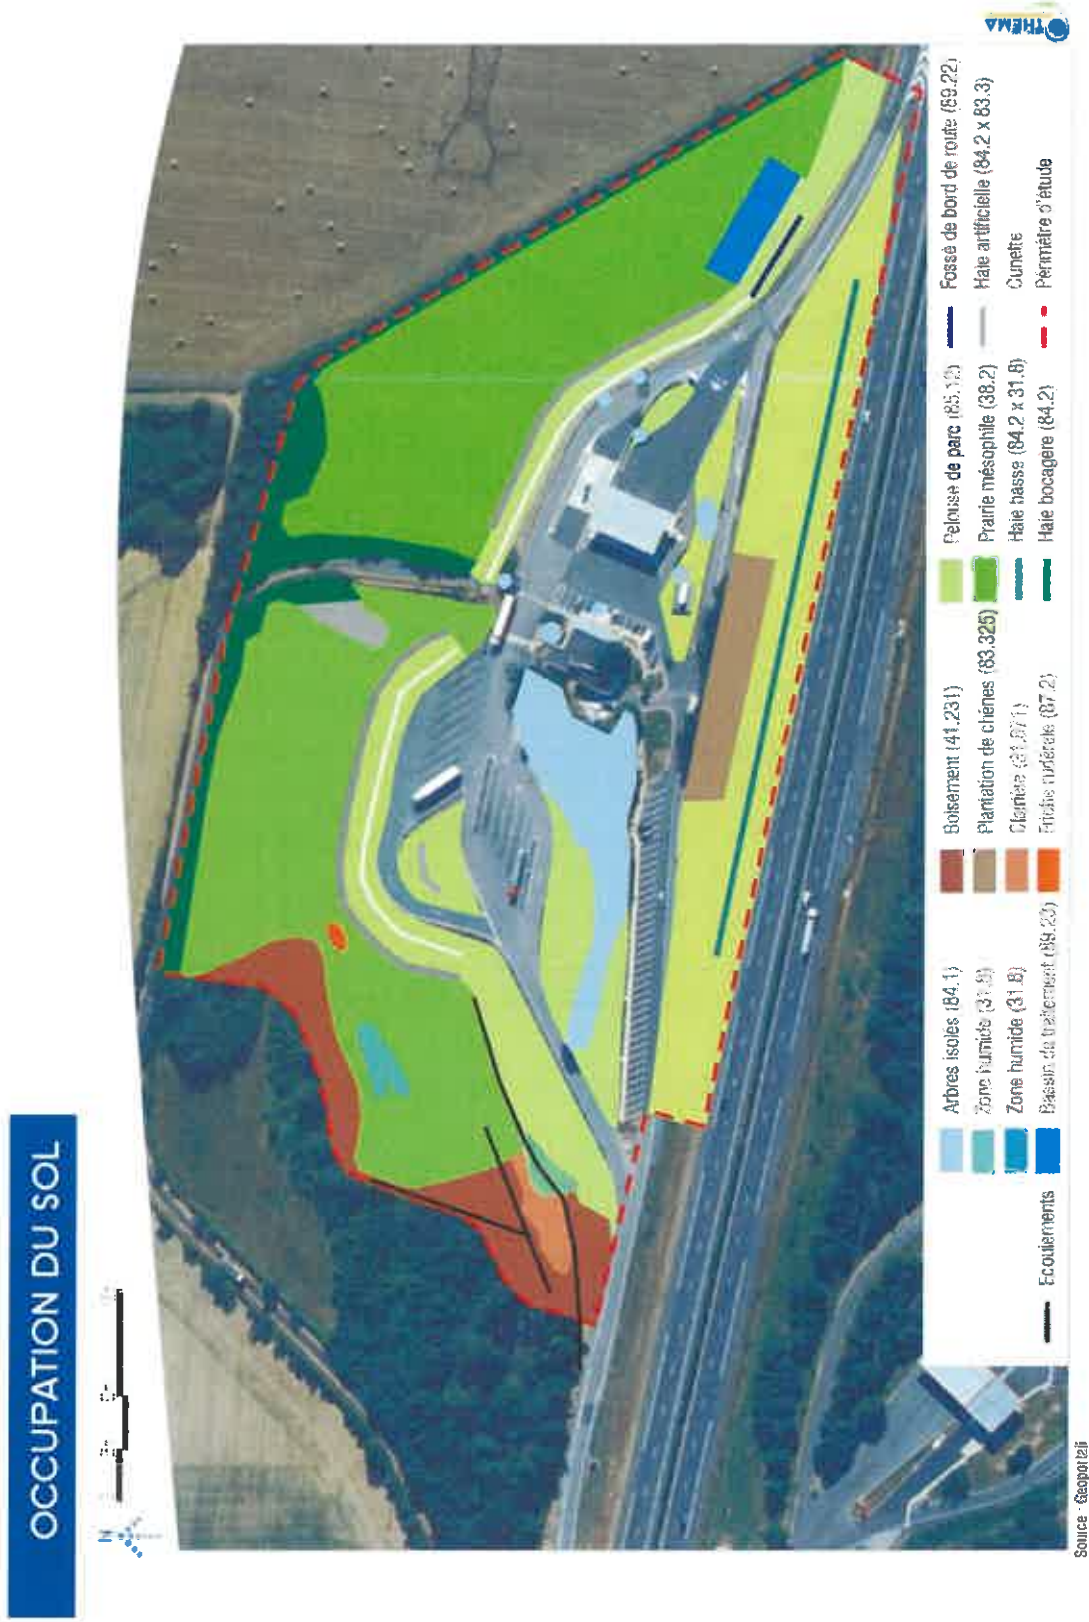 OCCUPATION DU SOL
N
THEMA
Ecoulements
Arbres isolés (84.1)
Zone humide (31.8)
Zone humide (31.8)
Bassin de traitement (89.23)
Boisement (41.231)
Plantation de chênes (83.325)
Clairière (31.871)
Friche rudérale (87.2)
Pelouse de parc (85.12)
Prairie mésophile (38.2)
Haie basse (84.2 x 31.8)
Haie bocagère (84.2)
Fossé de bord de route (89.22)
Haie artificielle (84.2 x 83.3)
Cunette
Périmètre d'étude
Source : Geoportail